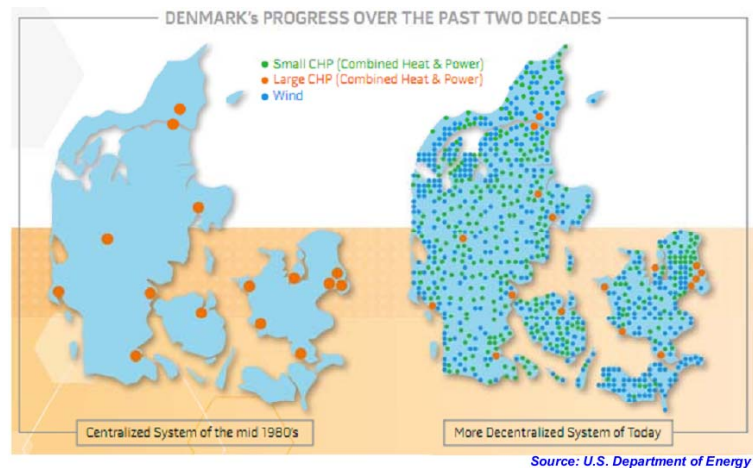 DENMARK's PROGRESS OVER THE PAST TWO DECADES
Small CHP (Combined Heat & Power)
Large CHP (Combined Heat & Power)
Wind
Centralized System of the mid 1980's
More Decentralized System of Today
Source: U.S. Department of Energy